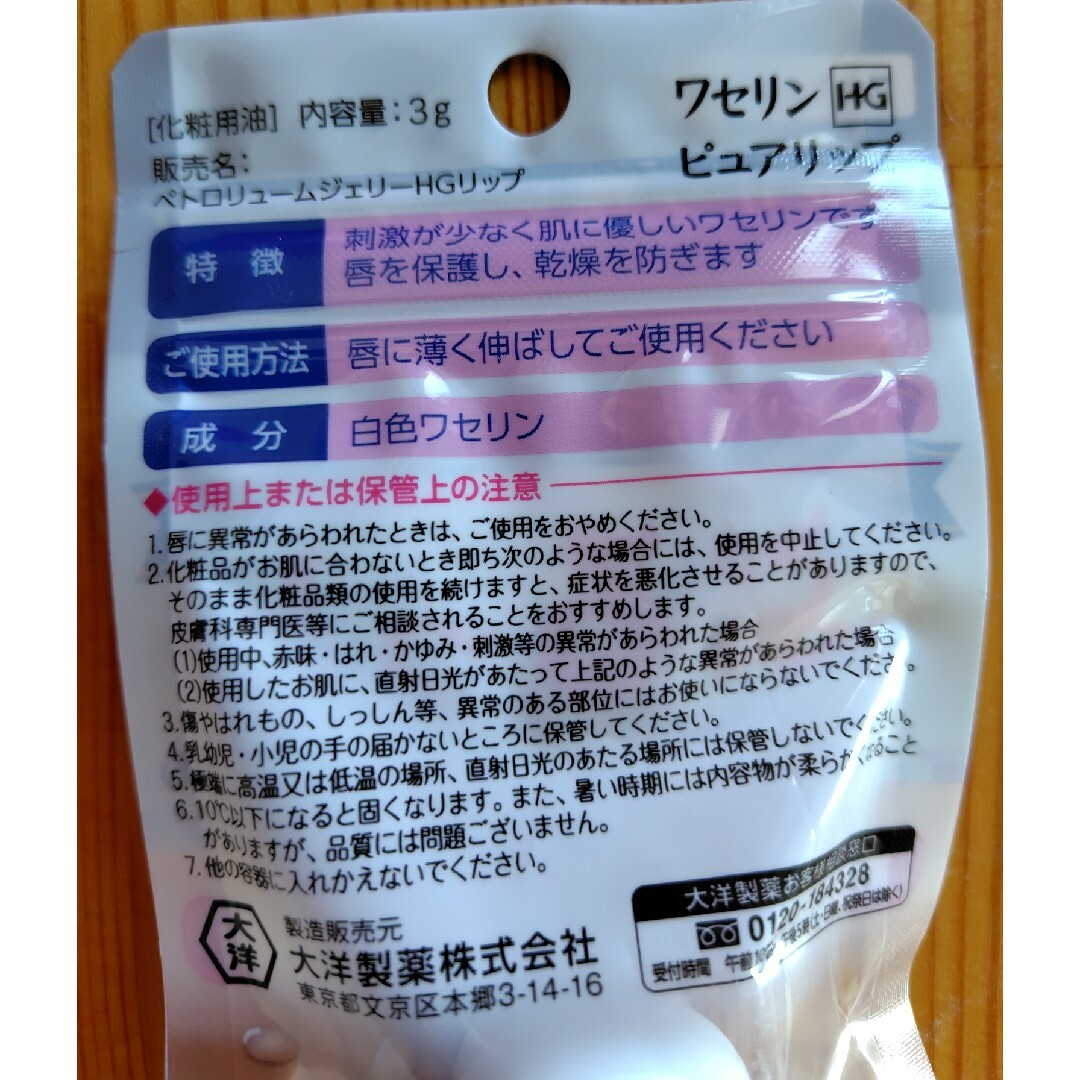 ワセリンHG
ピュアリップ
[化粧用油] 内容量:3g
販売名:
ペトロリュームジェリーHGリップ
特 徴
刺激が少なく肌に優しいワセリンです
唇を保護し、乾燥を防ぎます
ご使用方法
唇に薄く伸ばしてご使用ください
成 分
白色ワセリン
◆使用上または保管上の注意
1.唇に異常があらわれたときは、ご使用をおやめください。
2.化粧品がお肌に合わないとき即ち次のような場合には、使用を中止してください。
そのまま化粧品類の使用を続けますと、症状を悪化させることがありますので、
皮膚科専門医等にご相談されることをおすすめします。
(1)使用中、赤味・はれ・かゆみ・刺激等の異常があらわれた場合
(2)使用したお肌に、直射日光があたって上記のような異常があらわれた場合
3.傷やはれもの、しっしん等、異常のある部位にはお使いにならないでください。
4.乳幼児・小児の手の届かないところに保管してください。
5.極端に高温又は低温の場所、直射日光のあたる場所には保管しないでください。
6.10℃以下になると固くなります。また、暑い時期には内容物が柔らかくなること
がありますが、品質には問題ございません。
7.他の容器に入れかえないでください。
大洋
製造販売元
大洋製薬株式会社
東京都文京区本郷3-14-16
大洋製薬お客様相談窓口
0120-184328
受付時間 午前10時 午後5時(土・日曜、祝祭日は除く)